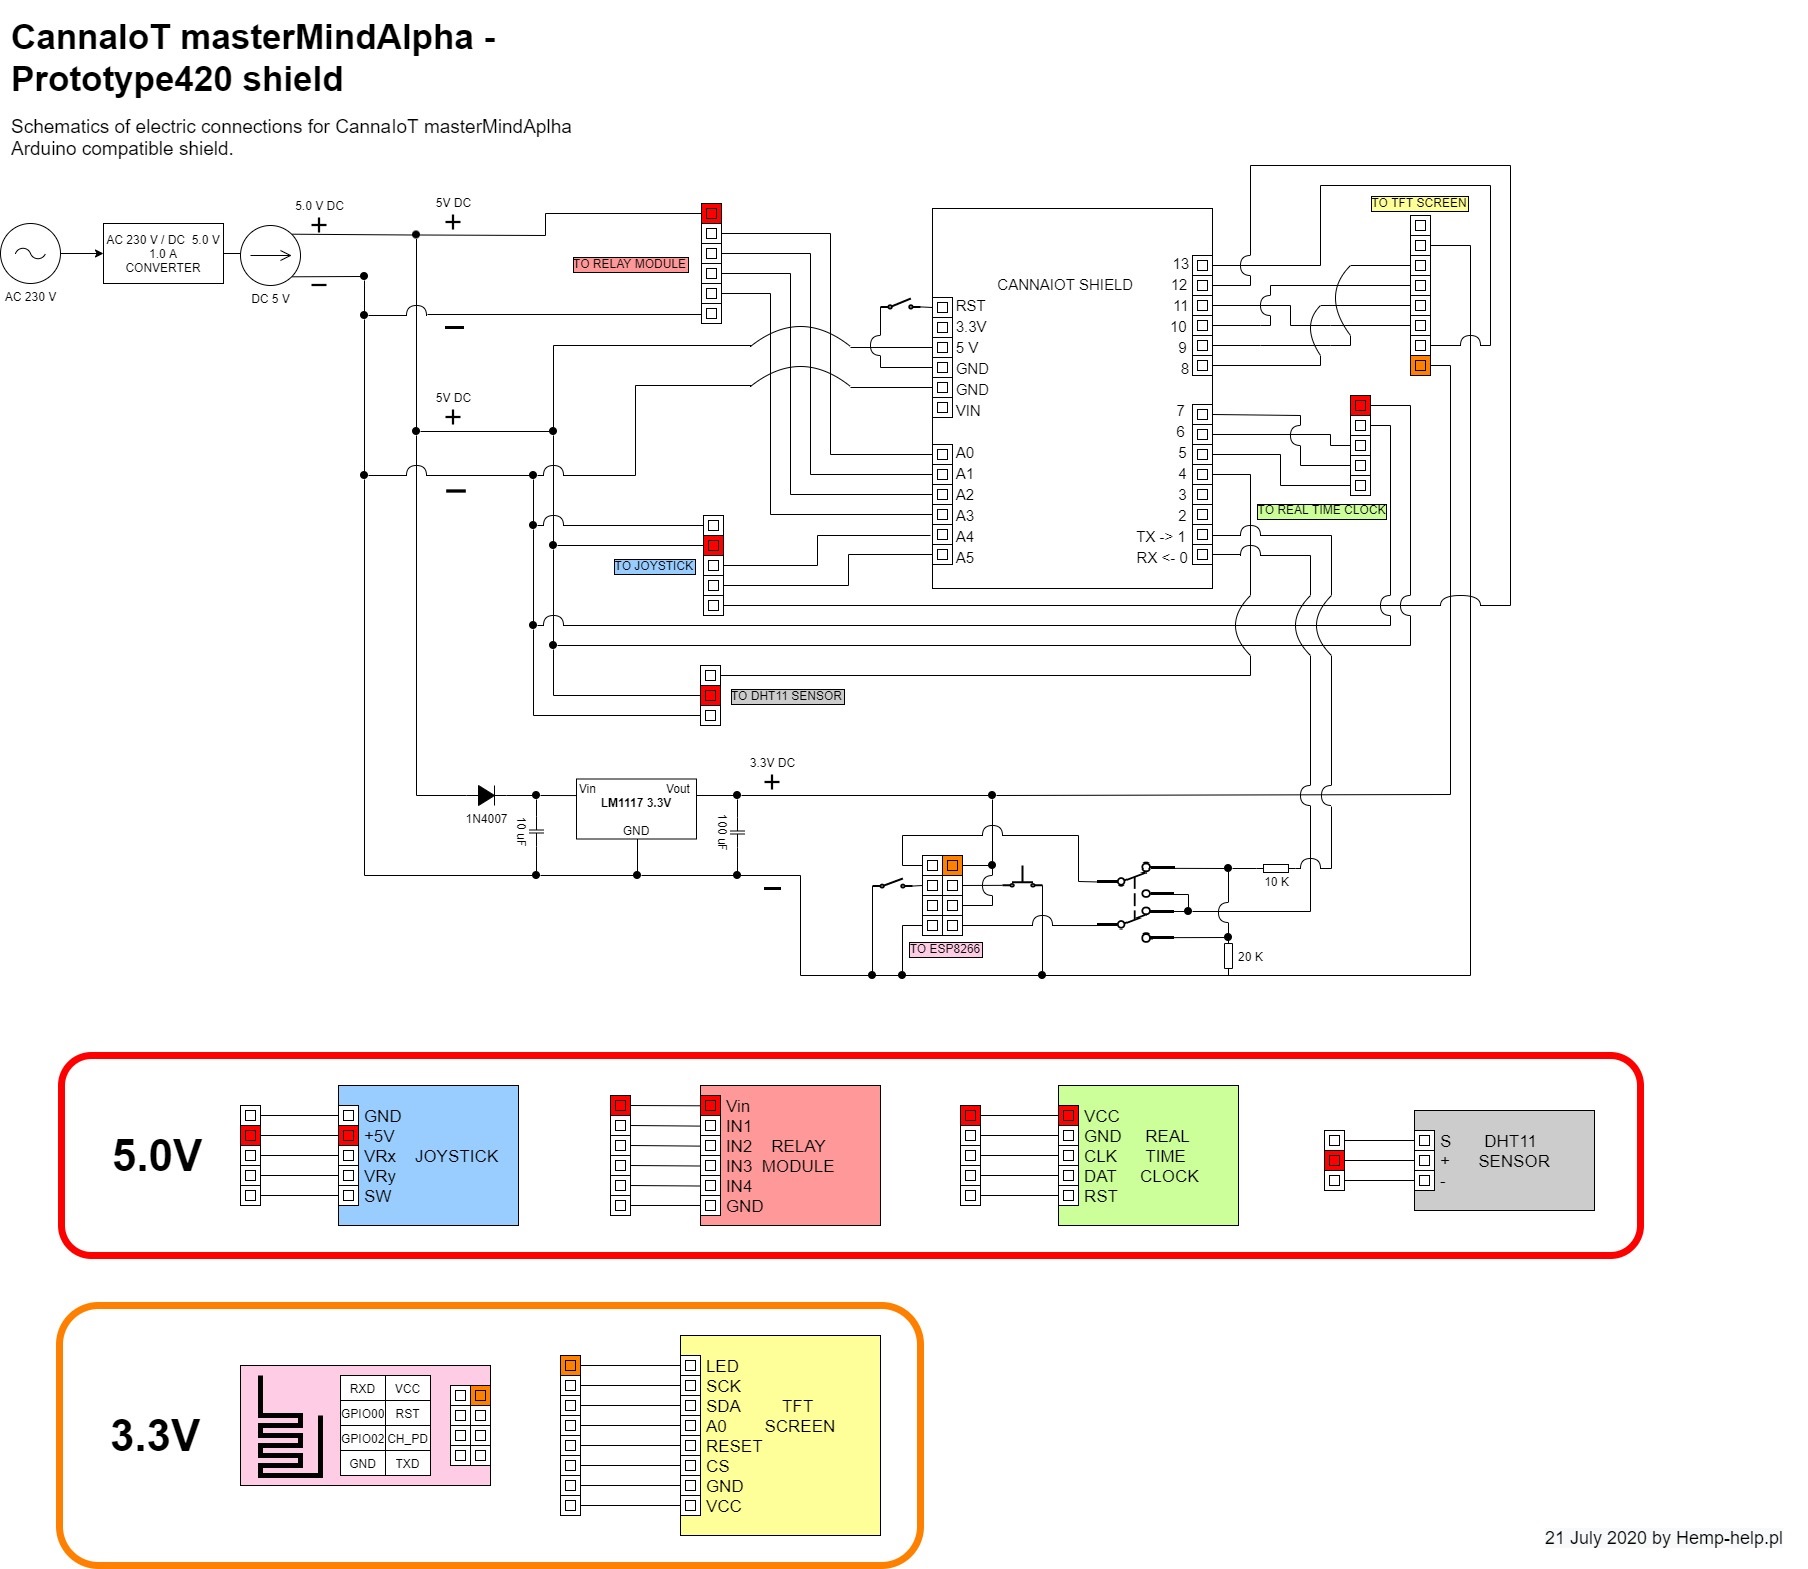 CannaIoT masterMindAlpha -
Prototype420 shield
Schematics of electric connections for CannaIoT masterMindAplha
Arduino compatible shield.
AC 230 V
AC 230 V / DC 5.0 V
1.0 A
CONVERTER
DC 5 V
5.0 V DC
+
−
5V DC
+
TO RELAY MODULE
−
5V DC
+
−
CANNAIOT SHIELD
RST
3.3V
5 V
GND
GND
VIN
A0
A1
A2
A3
A4
A5
13
12
11
10
9
8
7
6
5
4
3
2
TX -> 1
RX <- 0
TO TFT SCREEN
TO REAL TIME CLOCK
TO JOYSTICK
TO DHT11 SENSOR
1N4007
10 uF
Vin
Vout
LM1117 3.3V
GND
100 uF
3.3V DC
+
−
TO ESP8266
10 K
20 K
5.0V
GND
+5V
VRx
VRy
SW
JOYSTICK
Vin
IN1
IN2
IN3
IN4
GND
RELAY
MODULE
VCC
GND
CLK
DAT
RST
REAL
TIME
CLOCK
S
+
-
DHT11
SENSOR
3.3V
RXD VCC
GPIO00 RST
GPIO02 CH_PD
GND TXD
LED
SCK
SDA
A0
RESET
CS
GND
VCC
TFT
SCREEN
21 July 2020 by Hemp-help.pl